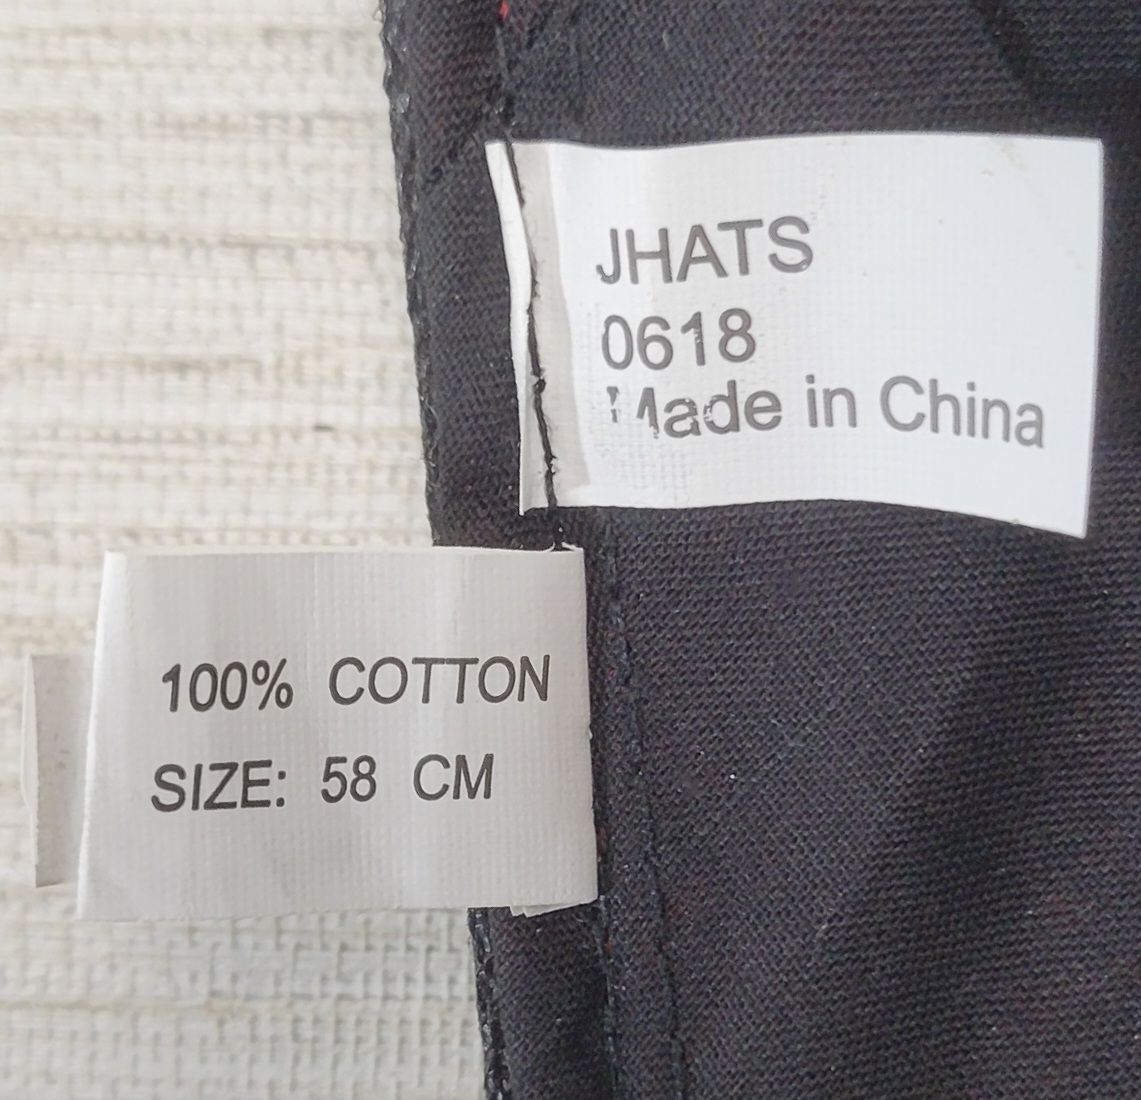 JHATS
0618
Made in China
100% COTTON
SIZE: 58 CM